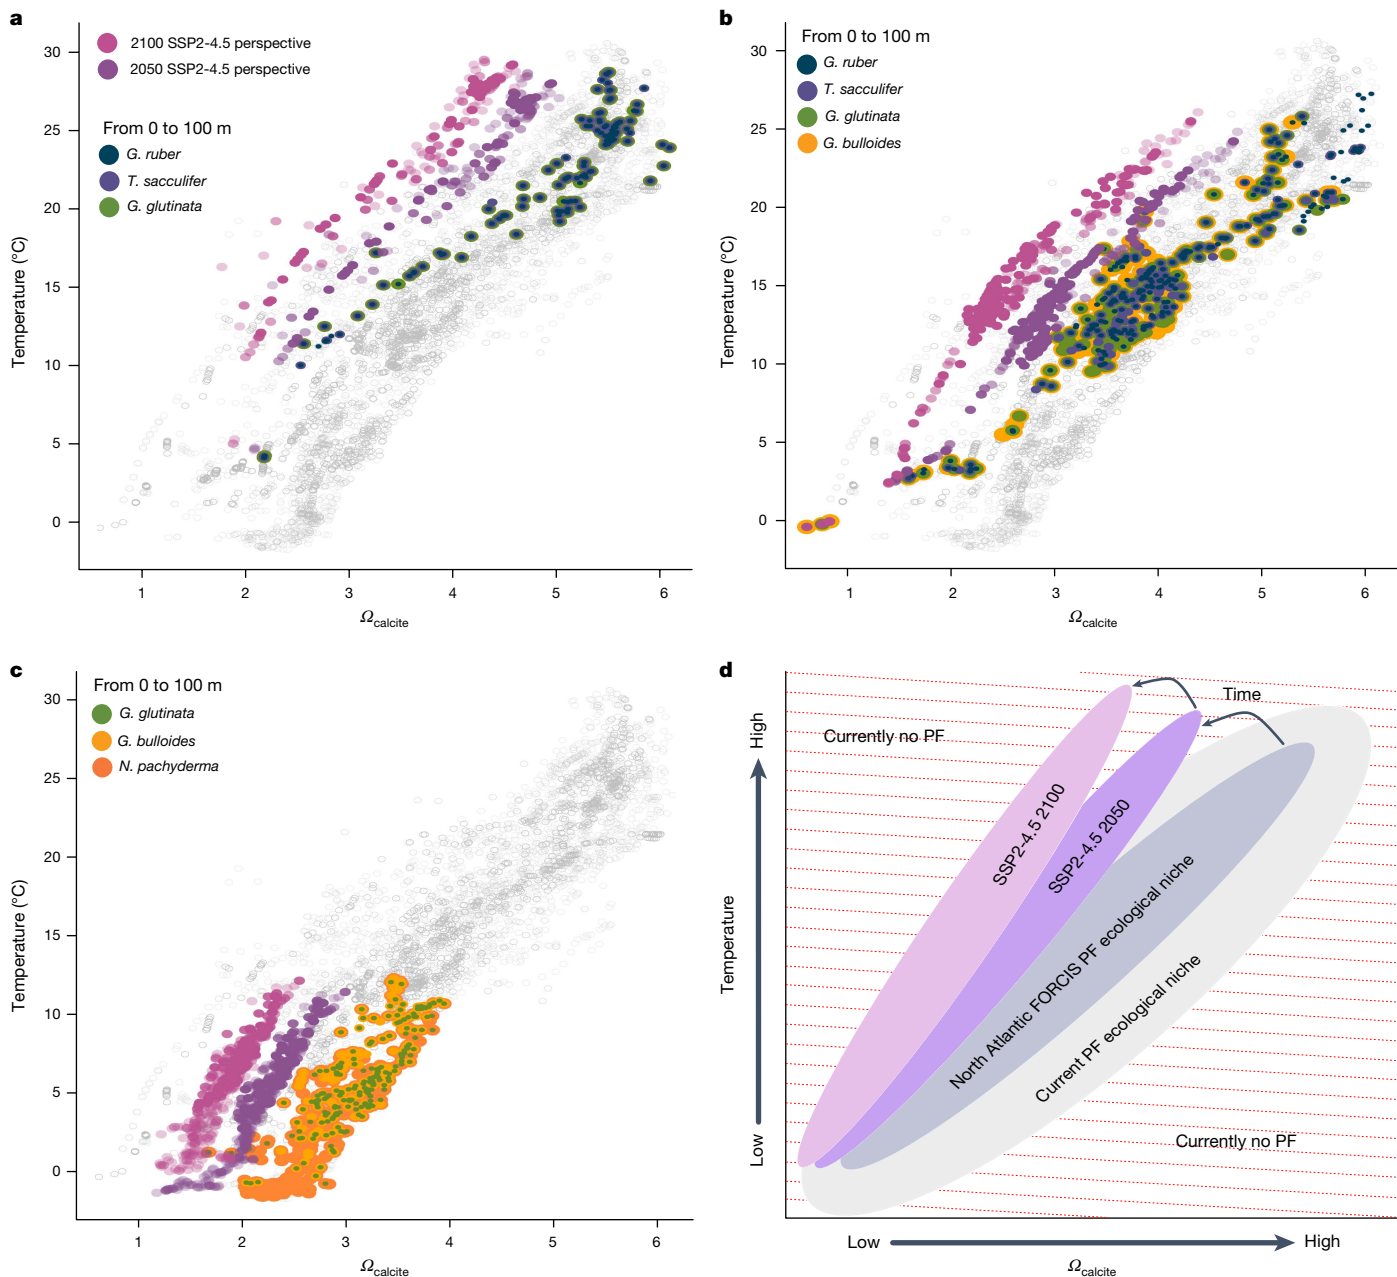 a
2100 SSP2-4.5 perspective
2050 SSP2-4.5 perspective
From 0 to 100 m
G. ruber
T. sacculifer
G. glutinata
30
25
20
15
10
5
0
Temperature (°C)
1 2 3 4 5 6
Ωcalcite
b
From 0 to 100 m
G. ruber
T. sacculifer
G. glutinata
G. bulloides
30
25
20
15
10
5
0
Temperature (°C)
1 2 3 4 5 6
Ωcalcite
c
From 0 to 100 m
G. glutinata
G. bulloides
N. pachyderma
30
25
20
15
10
5
0
Temperature (°C)
1 2 3 4 5 6
Ωcalcite
d
Time
Currently no PF
SSP2-4.5 2100
SSP2-4.5 2050
North Atlantic FORCIS PF ecological niche
Current PF ecological niche
Currently no PF
High
Temperature
Low
Low High
Ωcalcite